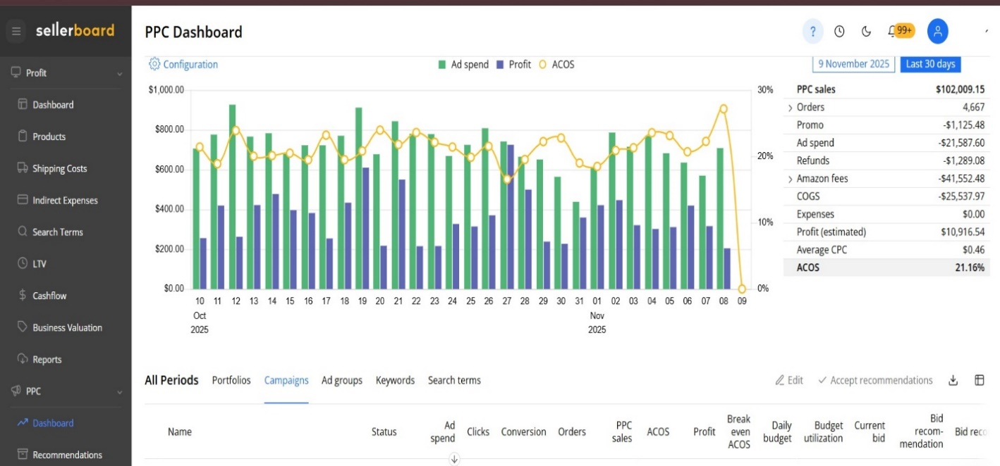 sellerboard
PPC Dashboard
?
99+
Profit
Dashboard
Products
Shipping Costs
Indirect Expenses
Search Terms
LTV
Cashflow
Business Valuation
Reports
PPC
Dashboard
Recommendations
Configuration
Ad spend Profit ACOS
9 November 2025 Last 30 days
$1,000.00
$800.00
$600.00
$400.00
$200.00
$0.00
30%
20%
10%
0%
10 11 12 13 14 15 16 17 18 19 20 21 22 23 24 25 26 27 28 29 30 31 01 02 03 04 05 06 07 08 09
Oct Nov
2025 2025
PPC sales $102,009.15
Orders 4,667
Promo -$1,125.48
Ad spend -$21,587.60
Refunds -$1,289.08
Amazon fees -$41,552.48
COGS -$25,537.97
Expenses $0.00
Profit (estimated) $10,916.54
Average CPC $0.46
ACOS 21.16%
All Periods Portfolios Campaigns Ad groups Keywords Search terms
Edit Accept recommendations
Name Status Ad spend Clicks Conversion Orders PPC sales ACOS Profit Break even ACOS Daily budget Budget utilization Current bid Bid recom-mendation Bid reco